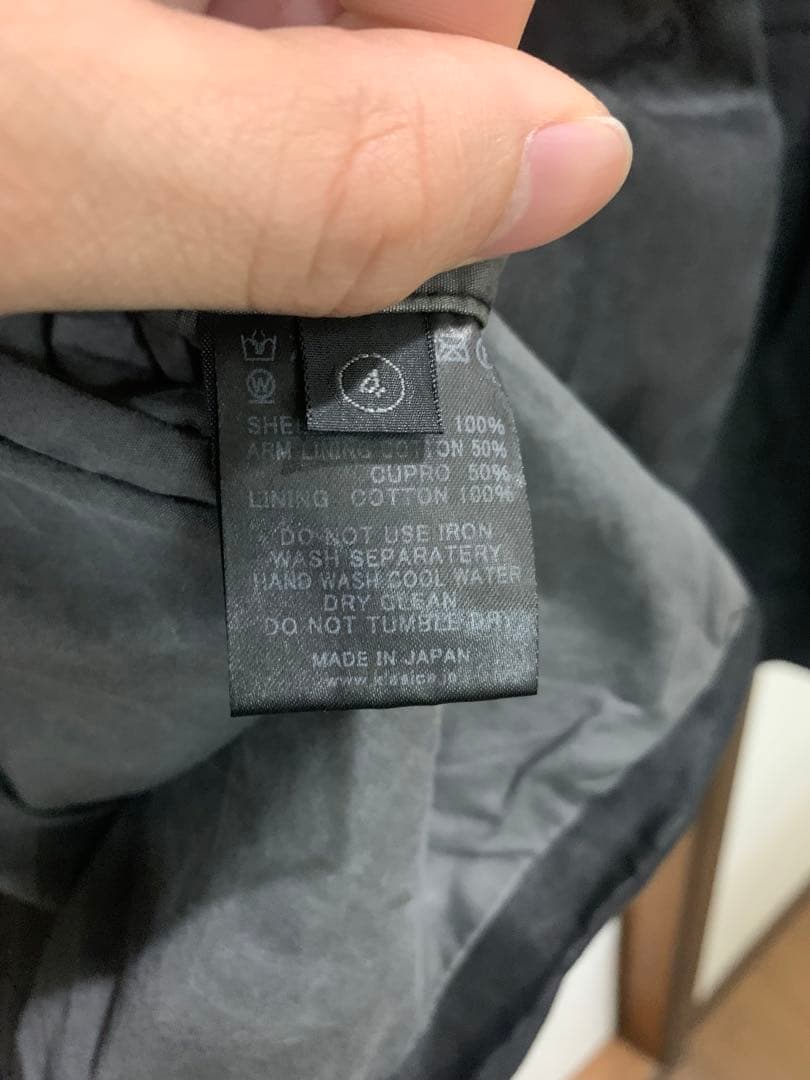 4
W
100%
ARM LINING COTTON 50%
CUPRO 50%
LINING COTTON 100%
DO NOT USE IRON
WASH SEPARATERY
HAND WASH COOL WATER
DRY CLEAN
DO NOT TUMBLE DRY
MADE IN JAPAN